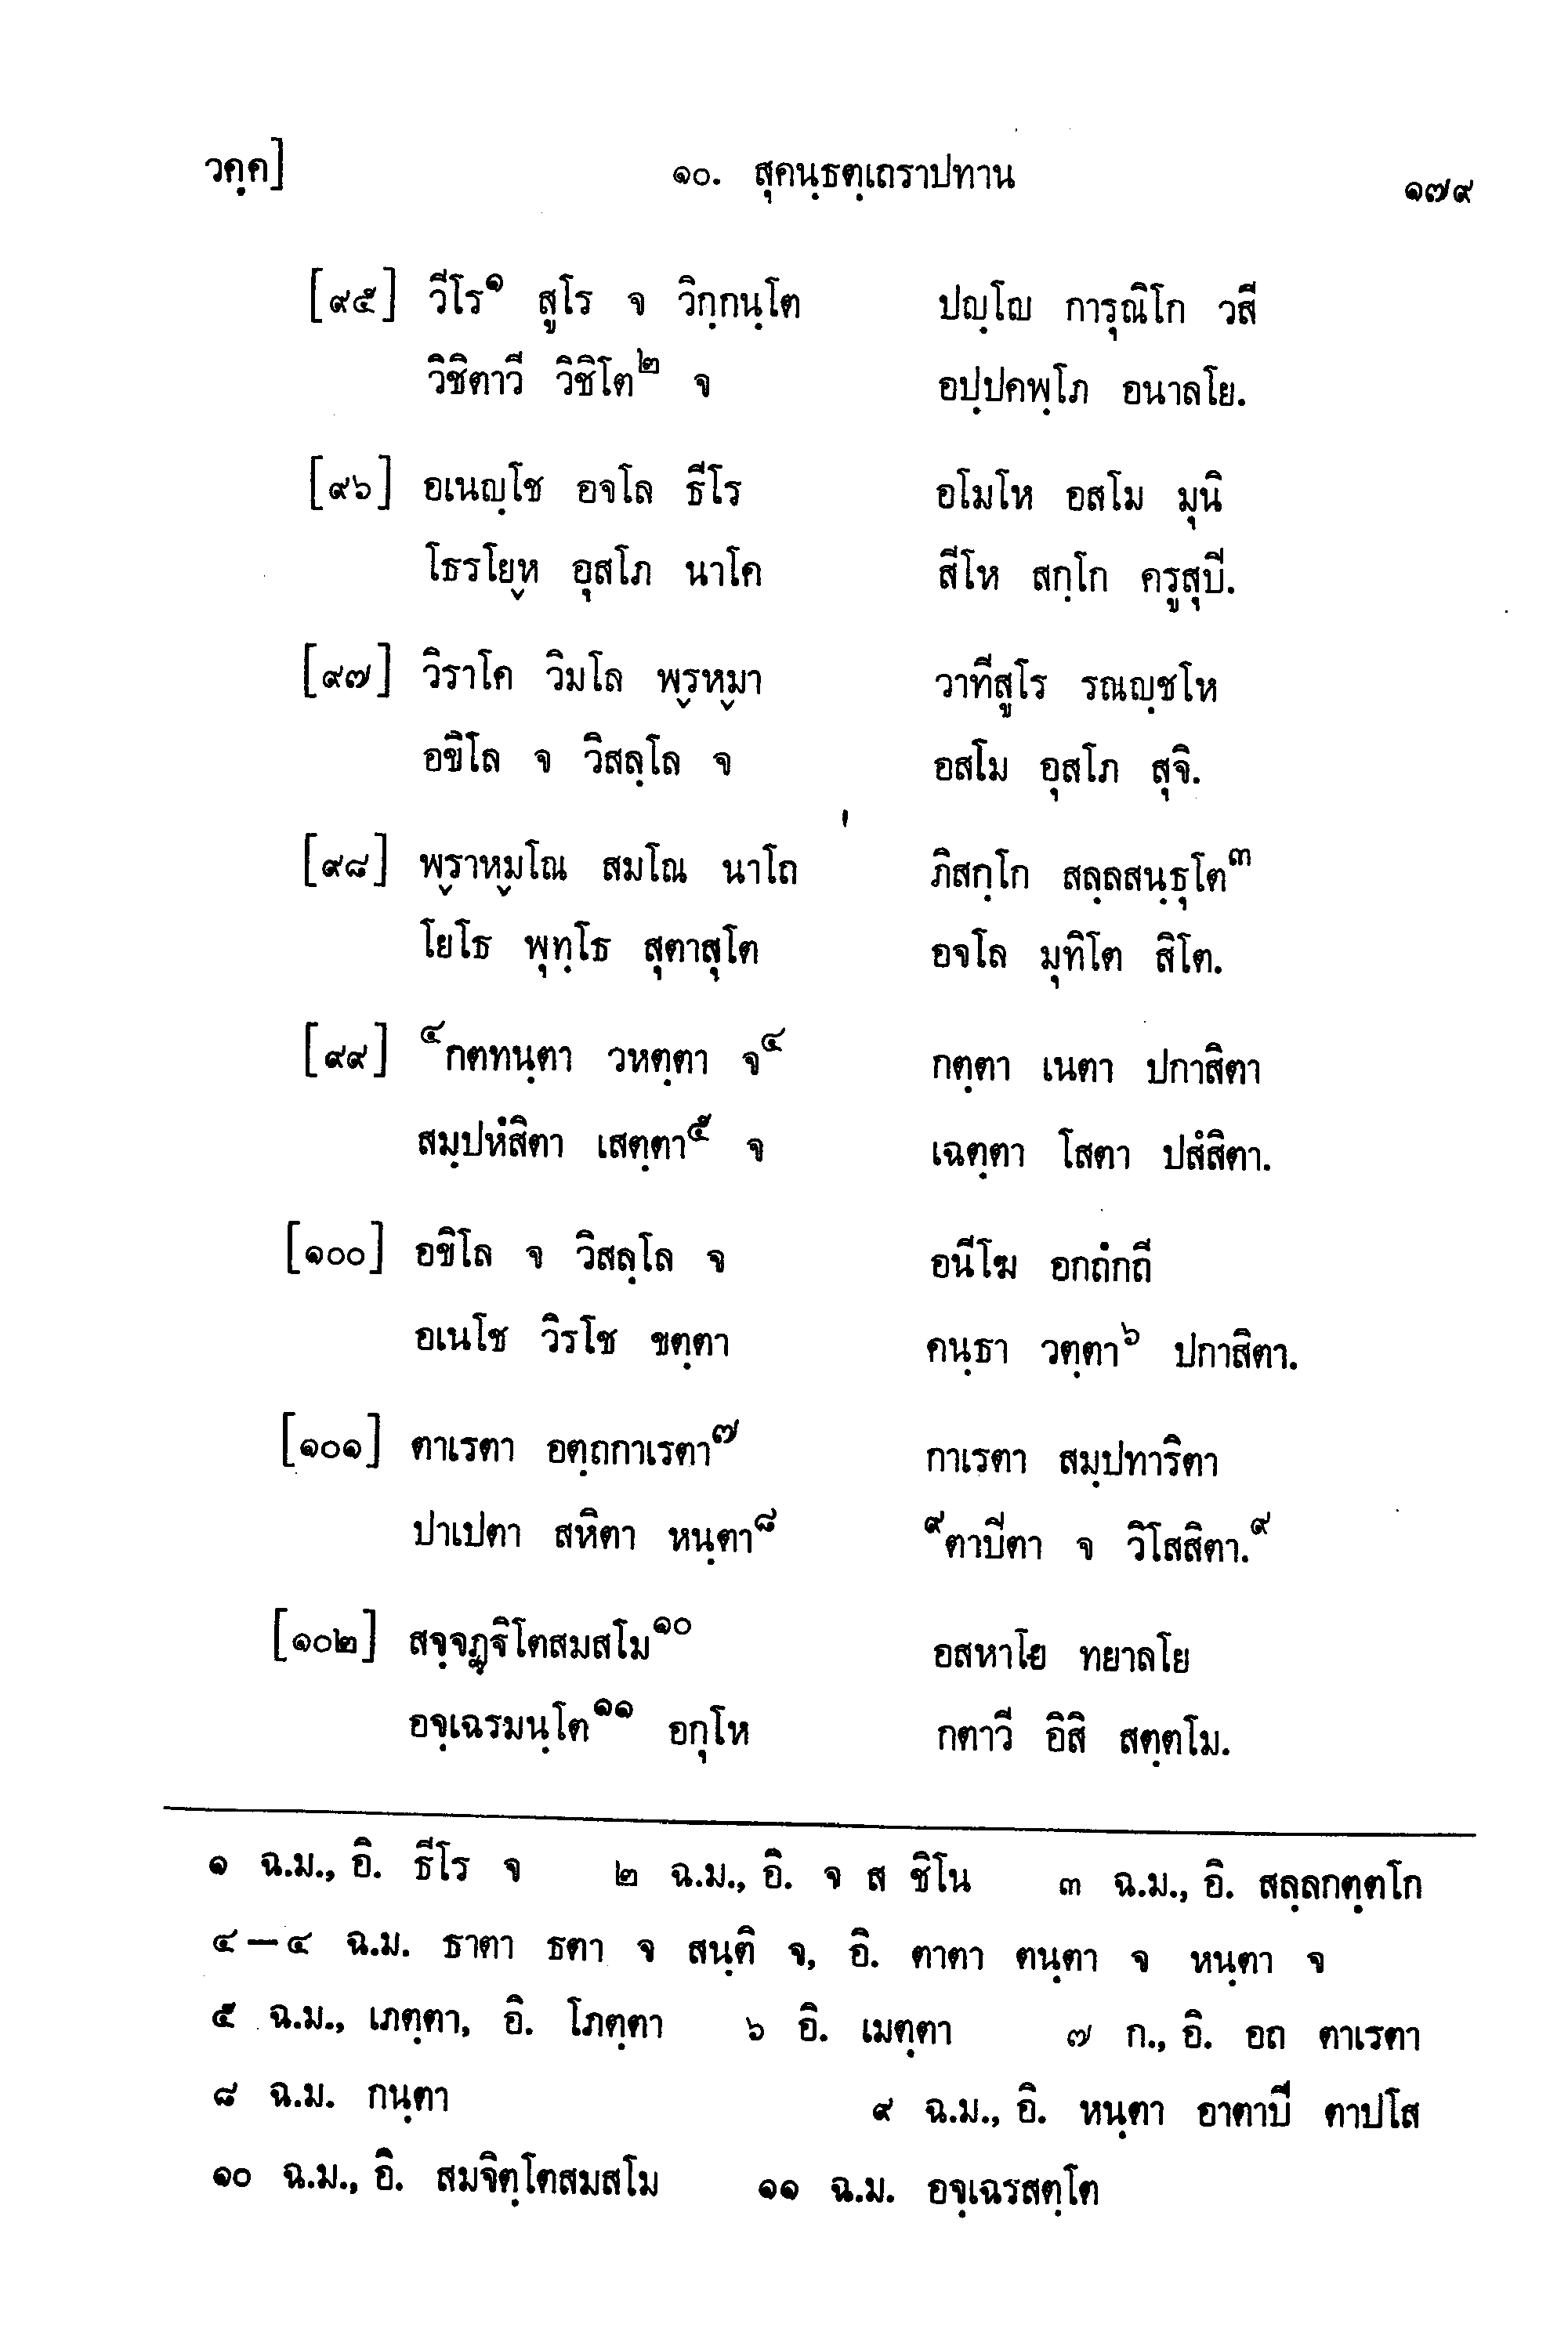 วคฺค] ๑๐. สุคนฺธตฺเถราปทาน ๑๗๙
[๙๕] วีโร๑ สูโร จ วิกฺกนฺโต ปญฺโญ การุณิโก วสี
วิชิตาวี วิชิโต๒ จ อปฺปคพฺโภ อนาลโย.
[๙๖] อเนญฺโช อจโล ธีโร อโมโห อสโม มุนิ
โธรโยฺห อุสโภ นาโค สีโห สกฺโก ครูสุปิ.
[๙๗] วิราโค วิมโล พฺรหฺมา วาทีสูโร รณญฺชโห
อขิโล จ วิสลฺโล จ อสโม อุสโภ สุจิ.
[๙๘] พฺราหฺมโณ สมโณ นาโถ ภิสกฺโก สลฺลสนฺธุโต๓
โยโธ พุทฺโธ สุตาสุโต อจโล มุทิโต สิโต.
[๙๙] ๔กตทนฺตา วหตฺตา จ๔ กตฺตา เนตา ปกาสิตา
สมฺปหํสิตา เสตฺตา๕ จ เฉตฺตา โสตา ปสํสิตา.
[๑๐๐] อขิโล จ วิสลฺโล จ อนีโฆ อกถํกถี
อเนโช วิรโช ขตฺตา คนฺธา วตฺตา๖ ปกาสิตา.
[๑๐๑] ตาเรตา อตฺถกาเรตา๗ กาเรตา สมฺปทาริตา
ปาเปตา สหิตา หนฺตา๘ ๙ตาปีตา จ วิโสสิตา.๙
[๑๐๒] สจฺจฏฺฐิโตสมสโม๑๐ อสหาโย ทยาลโย
อจฺเฉรมนฺโต๑๑ อกุโห กตาวี อิสิ สตฺตโม.
๑ ฉ.ม., อิ. ธีโร จ ๒ ฉ.ม., อิ. จ ส ชิโน ๓ ฉ.ม., อิ. สลฺลกตฺตโก
๔ — ๔ ฉ.ม. ธาตา ธตา จ สนฺติ จ, อิ. ตาตา ตนฺตา จ หนฺตา จ
๕ ฉ.ม., เภตฺตา, อิ. โภตฺตา ๖ อิ. เมตฺตา ๗ ก., อิ. อถ ตาเรตา
๘ ฉ.ม. กนฺตา ๙ ฉ.ม., อิ. หนฺตา อาตาปี ตาปโส
๑๐ ฉ.ม., อิ. สมจิตฺโตสมสโม ๑๑ ฉ.ม. อจฺเฉรสตฺโต